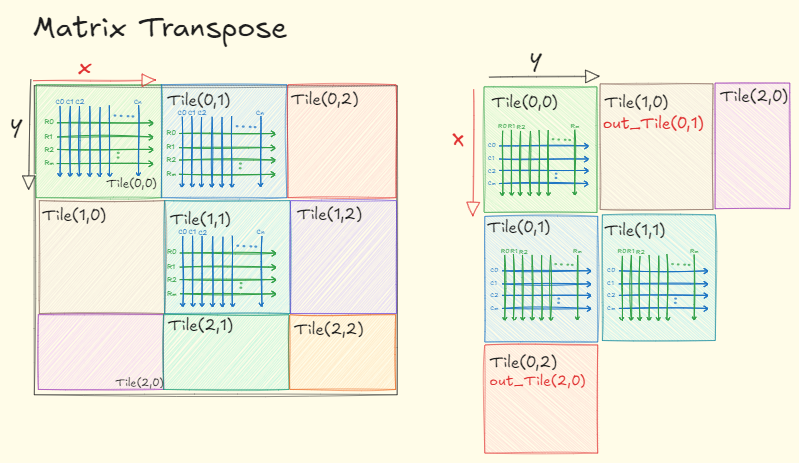 Matrix Transpose
x
y
C0 C1 C2 Cn
R0
R1
R2
Rm
Tile(0,0)
Tile(0,1)
C0 C1 C2 Cn
R0
R1
R2
Rm
Tile(0,2)
Tile(1,0)
Tile(1,1)
C0 C1 C2 Cn
R0
R1
R2
Rm
Tile(1,2)
Tile(2,0)
Tile(2,1)
Tile(2,2)
y
x
Tile(0,0)
R0 R1 R2 Rm
C0
C1
C2
Cn
Tile(1,0)
out_Tile(0,1)
Tile(2,0)
Tile(0,1)
R0 R1 R2 Rm
C0
C1
C2
Cn
Tile(1,1)
R0 R1 R2 Rm
C0
C1
C2
Cn
Tile(0,2)
out_Tile(2,0)